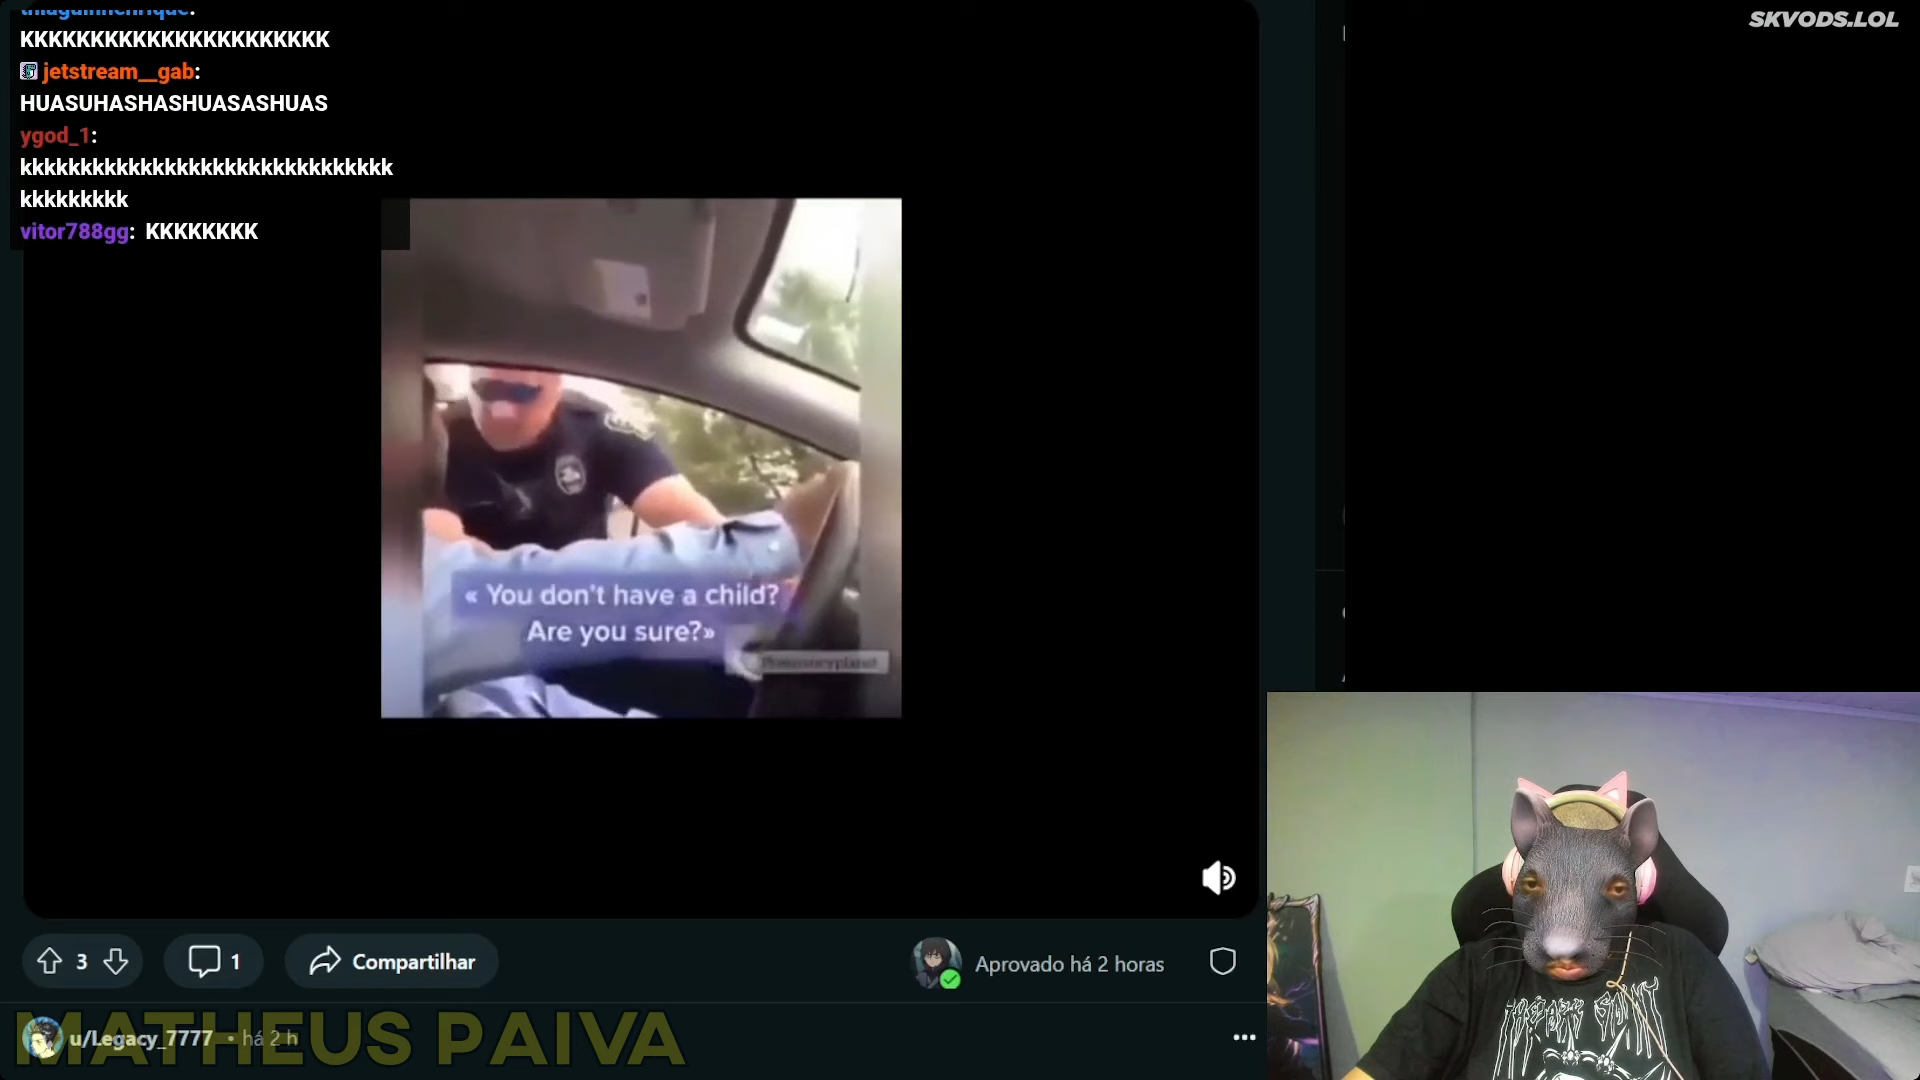 thiagainhenrique:
KKKKKKKKKKKKKKKKKKKKKK
jetstream__gab:
HUASUHASHASHUASASHUAS
ygod_1:
kkkkkkkkkkkkkkkkkkkkkkkkkkkkkkk
kkkkkkkkk
vitor788gg: KKKKKKKK
SKVODS.LOL
« You don't have a child?
Are you sure?»
3
1
Compartilhar
Aprovado há 2 horas
u/Legacy_7777 • há 2 h
MATHEUS PAIVA